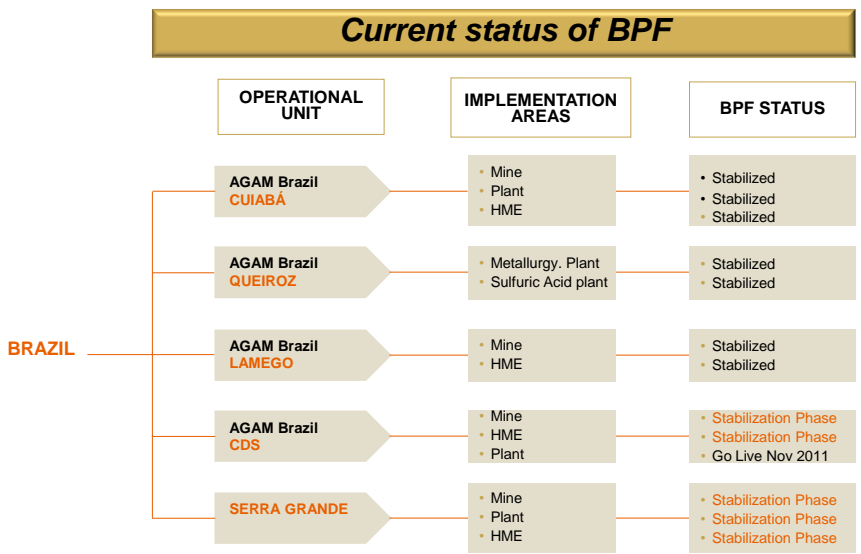 Current status of BPF
OPERATIONAL
UNIT
IMPLEMENTATION
AREAS
BPF STATUS
BRAZIL
AGAM Brazil
CUIABÁ
• Mine
• Plant
• HME
• Stabilized
• Stabilized
• Stabilized
AGAM Brazil
QUEIROZ
• Metallurgy. Plant
• Sulfuric Acid plant
• Stabilized
• Stabilized
AGAM Brazil
LAMEGO
• Mine
• HME
• Stabilized
• Stabilized
AGAM Brazil
CDS
• Mine
• HME
• Plant
• Stabilization Phase
• Stabilization Phase
• Go Live Nov 2011
SERRA GRANDE
• Mine
• Plant
• HME
• Stabilization Phase
• Stabilization Phase
• Stabilization Phase